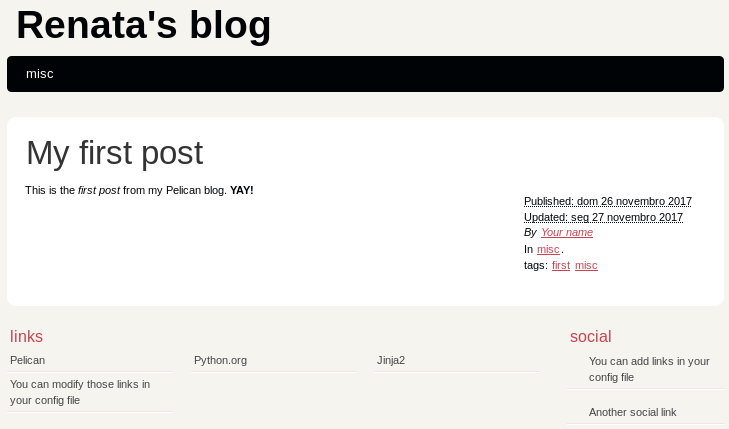 Renata's blog
misc
My first post
This is the first post from my Pelican blog. YAY!
Published: dom 26 novembro 2017
Updated: seg 27 novembro 2017
By Your name
In misc.
tags: first misc
links
Pelican
Python.org
Jinja2
You can modify those links in
your config file
social
You can add links in your
config file
Another social link